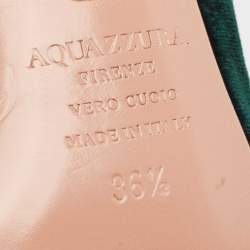 AQUAZZURA
FIRENZE
VERO CUOIO
MADE IN ITALY
36½